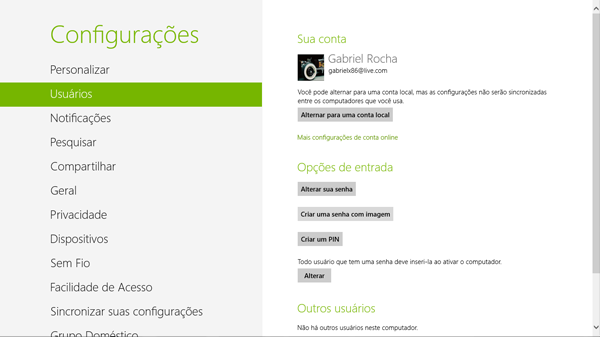 Configurações
Personalizar
Usuários
Notificações
Pesquisar
Compartilhar
Geral
Privacidade
Dispositivos
Sem Fio
Facilidade de Acesso
Sincronizar suas configurações
Grupo Doméstico
Sua conta
Gabriel Rocha
gabrielx86@live.com
Você pode alternar para uma conta local, mas as configurações não serão sincronizadas
entre os computadores que você usa.
Alternar para uma conta local
Mais configurações de conta online
Opções de entrada
Alterar sua senha
Criar uma senha com imagem
Criar um PIN
Todo usuário que tem uma senha deve inseri-la ao ativar o computador.
Alterar
Outros usuários
Não há outros usuários neste computador.